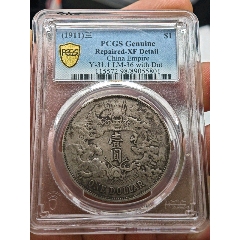 (1911)三 $1
PCGS Genuine
Repaired-XF Detail
China Empire
Y-31.1 LM-36 with Dot
PCGS
壹圓
ONE DOLLAR